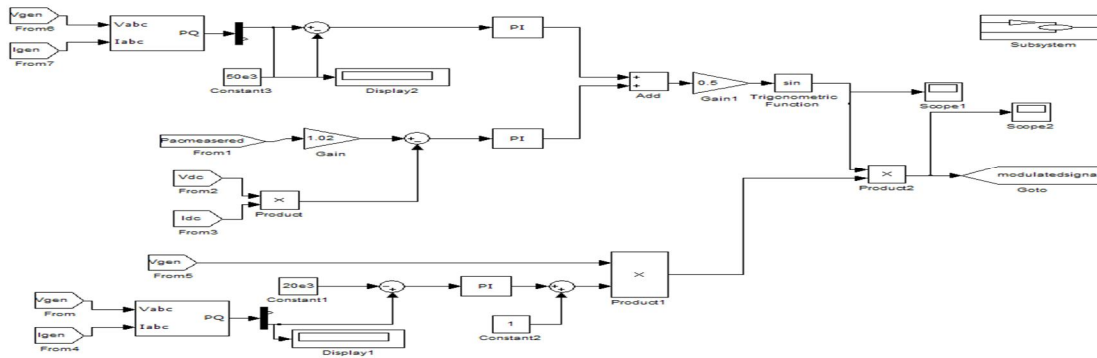 Vgen
From6
Igen
From7
Vabc
Iabc
PQ
50e3
Constant3
Display2
PI
Add
0.5
Gain1
sin
Trigonometric
Function
Scope1
Scope2
Subsystem
Pacmeasered
From1
1.02
Gain
PI
Vdc
From2
Idc
From3
×
Product
×
Product2
modulatedsigna
Goto
Vgen
From5
×
Product1
20e3
Constant1
PI
1
Constant2
Vgen
From
Igen
From4
Vabc
Iabc
PQ
Display1